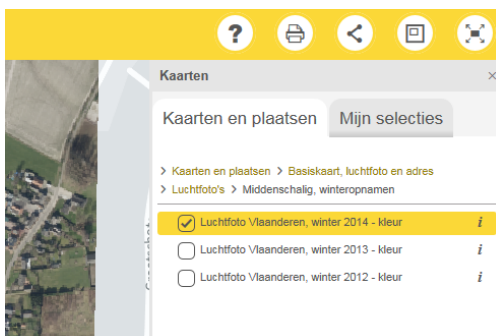 ?
Kaarten ×
Kaarten en plaatsen Mijn selecties
> Kaarten en plaatsen > Basiskaart, luchtfoto en adres
> Luchtfoto's > Middenschalig, winteropnamen
Luchtfoto Vlaanderen, winter 2014 - kleur i
Luchtfoto Vlaanderen, winter 2013 - kleur i
Luchtfoto Vlaanderen, winter 2012 - kleur i